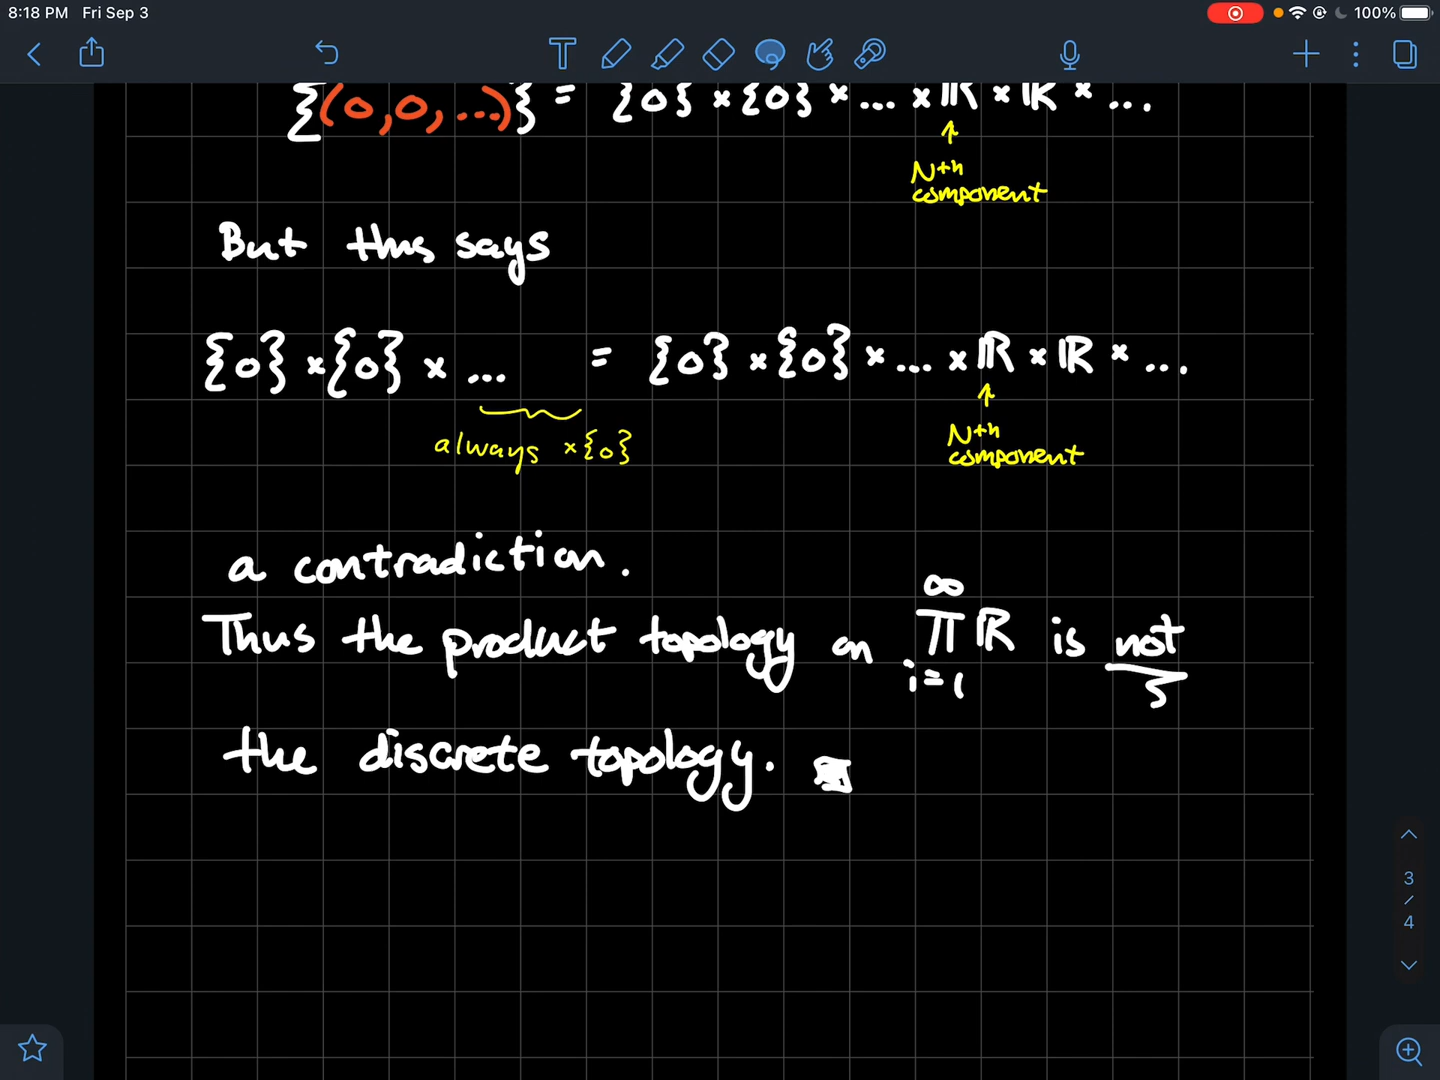 8:18 PM Fri Sep 3
100%
{(0,0,...)} = {0} × {0} × ... × ℝ × ℝ × ...
↑
Nth
component
But this says
{0} × {0} × ... = {0} × {0} × ... × ℝ × ℝ × ...
↑
always ×{0}
Nth
component
a contradiction.
Thus the product topology on ∏_{i=1}^{∞} ℝ is not
the discrete topology. ■
3
/
4